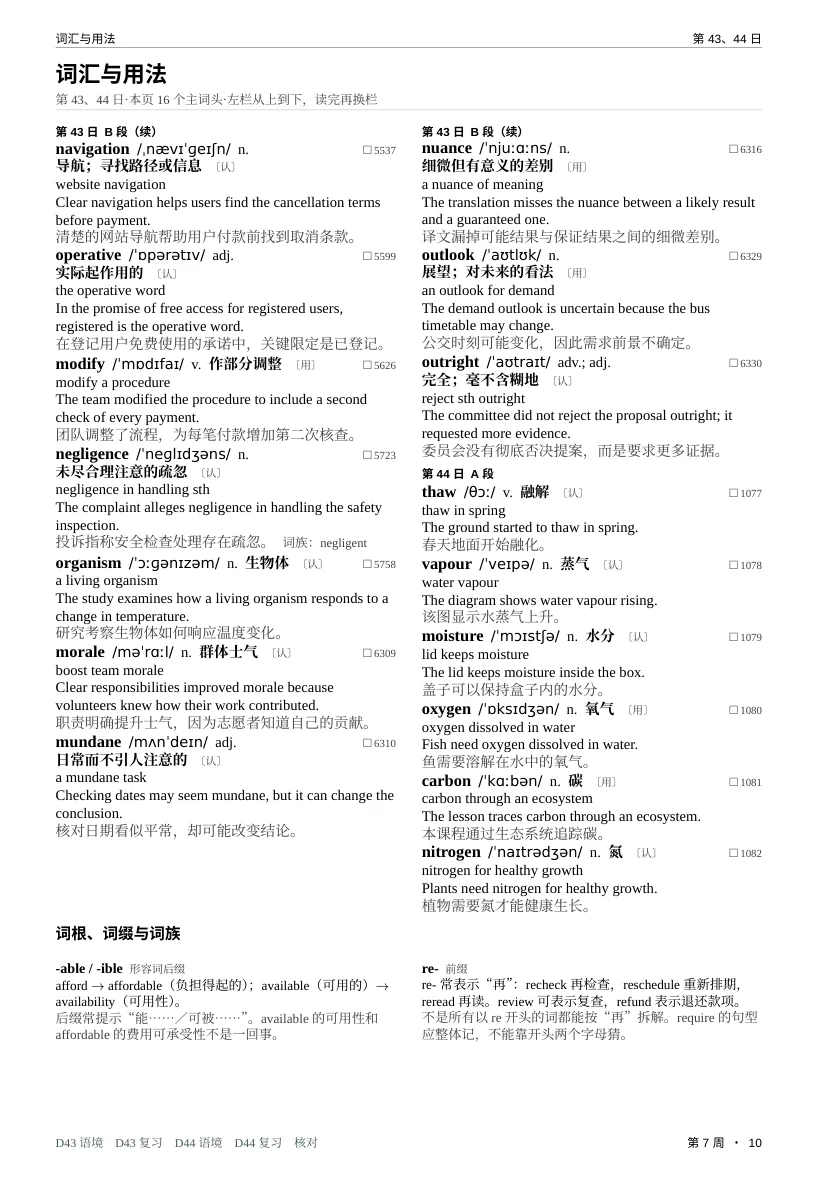 词汇与用法
第 43、44 日
词汇与用法
第 43、44 日·本页 16 个主词头·左栏从上到下，读完再换栏
第 43 日 B 段（续）
navigation /ˌnævɪˈɡeɪʃn/ n. □5537
导航；寻找路径或信息 〔认〕
website navigation
Clear navigation helps users find the cancellation terms
before payment.
清楚的网站导航帮助用户付款前找到取消条款。
operative /ˈɒpərətɪv/ adj. □5599
实际起作用的 〔认〕
the operative word
In the promise of free access for registered users,
registered is the operative word.
在登记用户免费使用的承诺中，关键限定是已登记。
modify /ˈmɒdɪfaɪ/ v. 作部分调整 〔用〕 □5626
modify a procedure
The team modified the procedure to include a second
check of every payment.
团队调整了流程，为每笔付款增加第二次核查。
negligence /ˈneɡlɪdʒəns/ n. □5723
未尽合理注意的疏忽 〔认〕
negligence in handling sth
The complaint alleges negligence in handling the safety
inspection.
投诉指称安全检查处理存在疏忽。 词族：negligent
organism /ˈɔːɡənɪzəm/ n. 生物体 〔认〕 □5758
a living organism
The study examines how a living organism responds to a
change in temperature.
研究考察生物体如何响应温度变化。
morale /məˈrɑːl/ n. 群体士气 〔认〕 □6309
boost team morale
Clear responsibilities improved morale because
volunteers knew how their work contributed.
职责明确提升士气，因为志愿者知道自己的贡献。
mundane /mʌnˈdeɪn/ adj. □6310
日常而不引人注意的 〔认〕
a mundane task
Checking dates may seem mundane, but it can change the
conclusion.
核对日期看似平常，却可能改变结论。
第 43 日 B 段（续）
nuance /ˈnjuːɑːns/ n. □6316
细微但有意义的差别 〔用〕
a nuance of meaning
The translation misses the nuance between a likely result
and a guaranteed one.
译文漏掉可能结果与保证结果之间的细微差别。
outlook /ˈaʊtlʊk/ n. □6329
展望；对未来的看法 〔用〕
an outlook for demand
The demand outlook is uncertain because the bus
timetable may change.
公交时刻可能变化，因此需求前景不确定。
outright /ˈaʊtraɪt/ adv.; adj. □6330
完全；毫不含糊地 〔认〕
reject sth outright
The committee did not reject the proposal outright; it
requested more evidence.
委员会没有彻底否决提案，而是要求更多证据。
第 44 日 A 段
thaw /θɔː/ v. 融解 〔认〕 □1077
thaw in spring
The ground started to thaw in spring.
春天地面开始融化。
vapour /ˈveɪpə/ n. 蒸气 〔认〕 □1078
water vapour
The diagram shows water vapour rising.
该图显示水蒸气上升。
moisture /ˈmɔɪstʃə/ n. 水分 〔认〕 □1079
lid keeps moisture
The lid keeps moisture inside the box.
盖子可以保持盒子内的水分。
oxygen /ˈɒksɪdʒən/ n. 氧气 〔用〕 □1080
oxygen dissolved in water
Fish need oxygen dissolved in water.
鱼需要溶解在水中的氧气。
carbon /ˈkɑːbən/ n. 碳 〔用〕 □1081
carbon through an ecosystem
The lesson traces carbon through an ecosystem.
本课程通过生态系统追踪碳。
nitrogen /ˈnaɪtrədʒən/ n. 氮 〔认〕 □1082
nitrogen for healthy growth
Plants need nitrogen for healthy growth.
植物需要氮才能健康生长。
词根、词缀与词族
-able / -ible 形容词后缀
afford → affordable（负担得起的）；available（可用的）→
availability（可用性）。
后缀常提示“能……／可被……”。available 的可用性和
affordable 的费用可承受性不是一回事。
re- 前缀
re- 常表示“再”：recheck 再检查，reschedule 重新排期，
reread 再读。review 可表示复查，refund 表示退还款项。
不是所有以 re 开头的词都能按“再”拆解。require 的句型
应整体记，不能靠开头两个字母猜。
D43 语境 D43 复习 D44 语境 D44 复习 核对
第 7 周 · 10